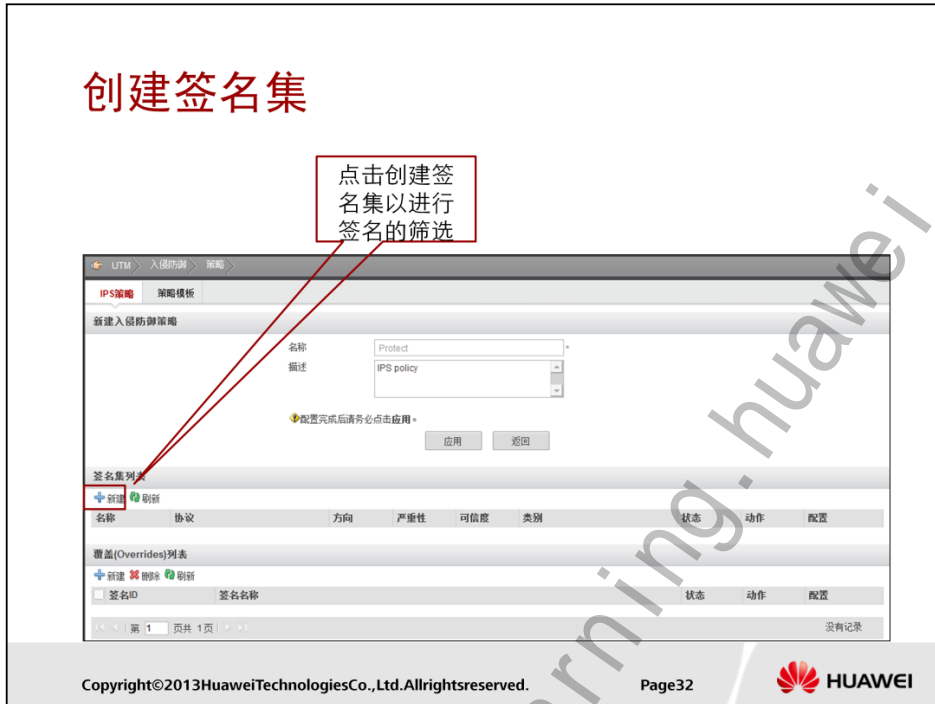 创建签名集
点击创建签
名集以进行
签名的筛选
UTM 入侵防御 策略
IPS策略 策略模板
新建入侵防御策略
名称 Protect *
描述 IPS policy
配置完成后请务必点击应用。
应用 返回
签名集列表
新建 刷新
名称 协议 方向 严重性 可信度 类别 状态 动作 配置
覆盖(Overrides)列表
新建 删除 刷新
签名ID 签名名称 状态 动作 配置
第 1 页共 1页 没有记录
rning.huawei
Copyright©2013HuaweiTechnologiesCo.,Ltd.Allrightsreserved. Page32 HUAWEI